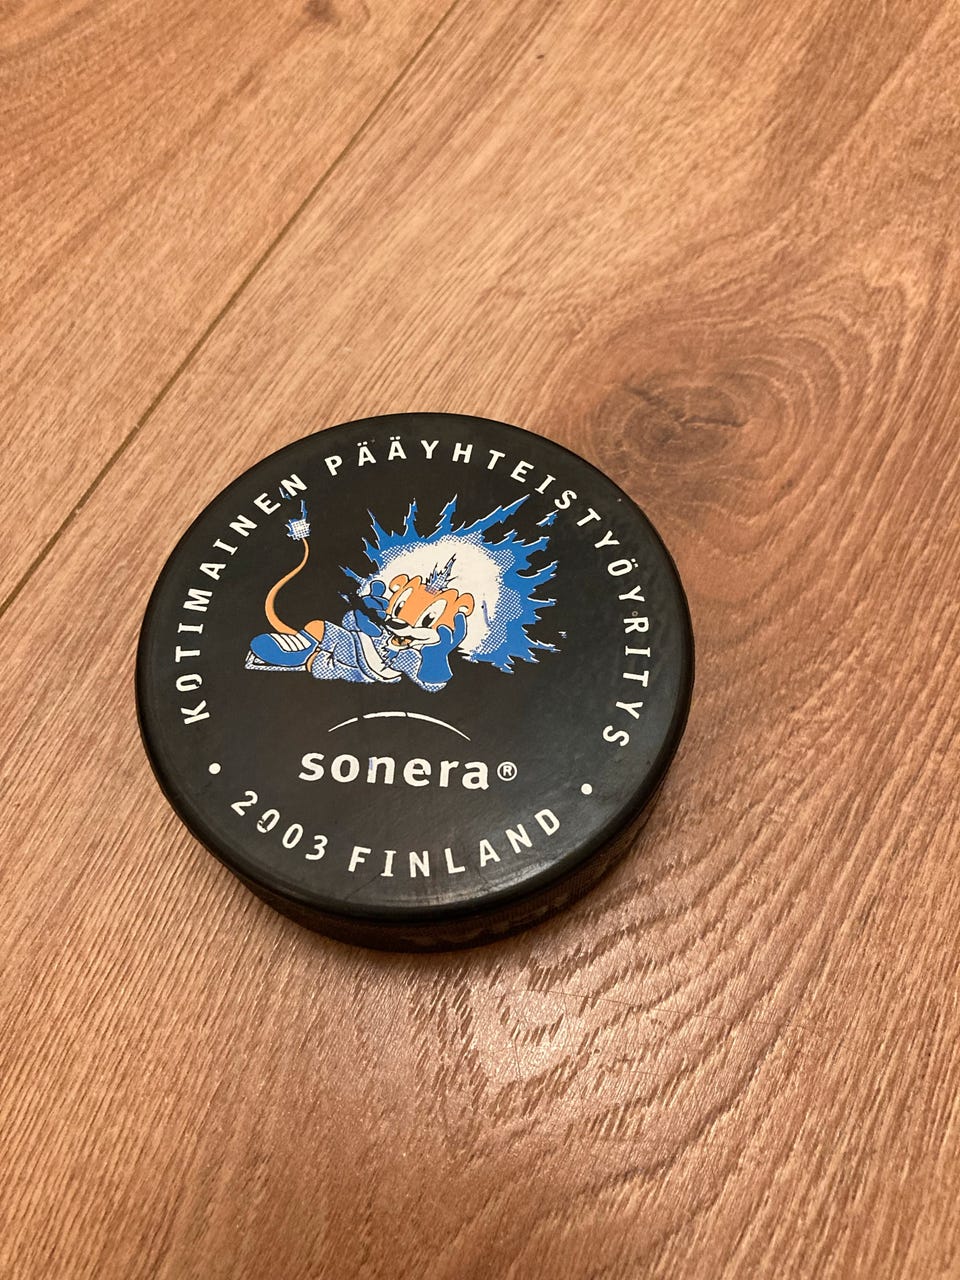 KOTIMAINEN PÄÄYHTEISTYÖYRITYS
sonera®
• 2003 FINLAND •